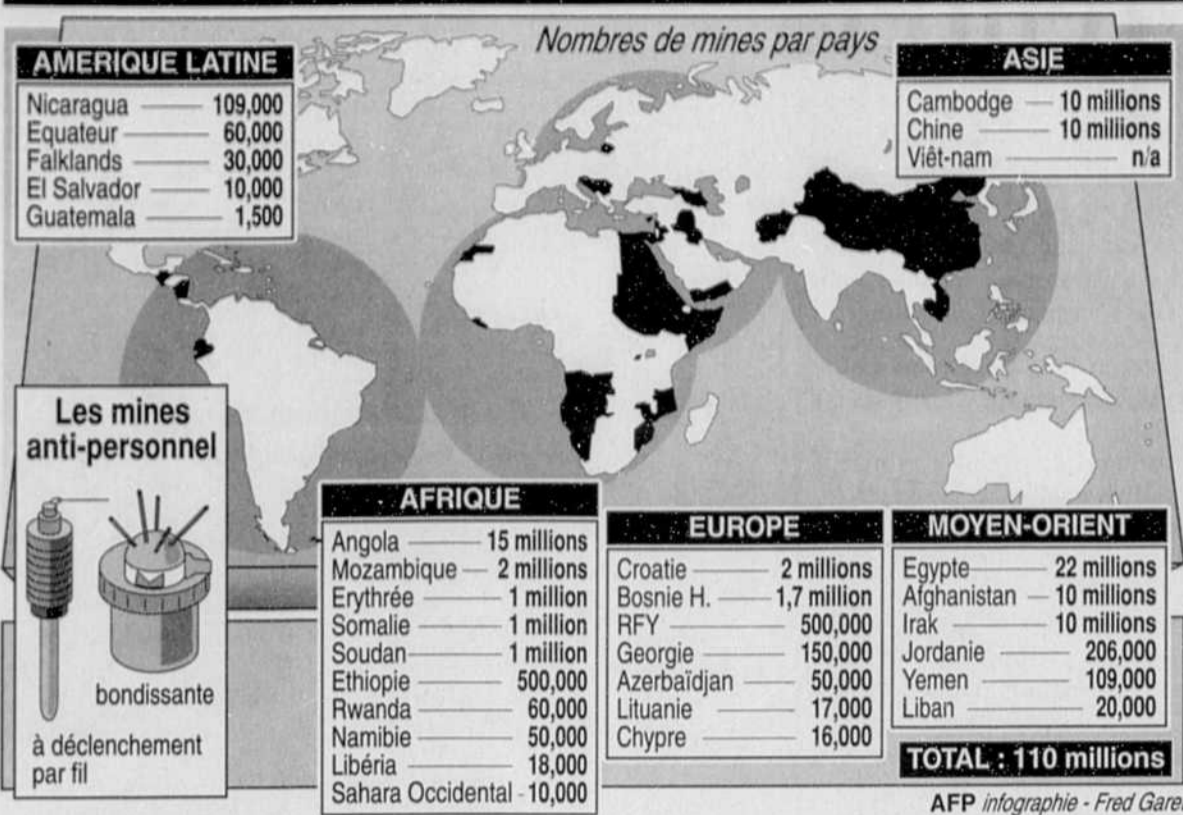 Nombres de mines par pays
AMERIQUE LATINE
Nicaragua 109,000
Equateur 60,000
Falklands 30,000
El Salvador 10,000
Guatemala 1,500
ASIE
Cambodge 10 millions
Chine 10 millions
Viêt-nam n/a
Les mines
anti-personnel
bondissante
à déclenchement
par fil
AFRIQUE
Angola 15 millions
Mozambique 2 millions
Erythrée 1 million
Somalie 1 million
Soudan 1 million
Ethiopie 500,000
Rwanda 60,000
Namibie 50,000
Libéria 18,000
Sahara Occidental 10,000
EUROPE
Croatie 2 millions
Bosnie H. 1,7 million
RFY 500,000
Georgie 150,000
Azerbaïdjan 50,000
Lituanie 17,000
Chypre 16,000
MOYEN-ORIENT
Egypte 22 millions
Afghanistan 10 millions
Irak 10 millions
Jordanie 206,000
Yemen 109,000
Liban 20,000
TOTAL : 110 millions
AFP infographie - Fred